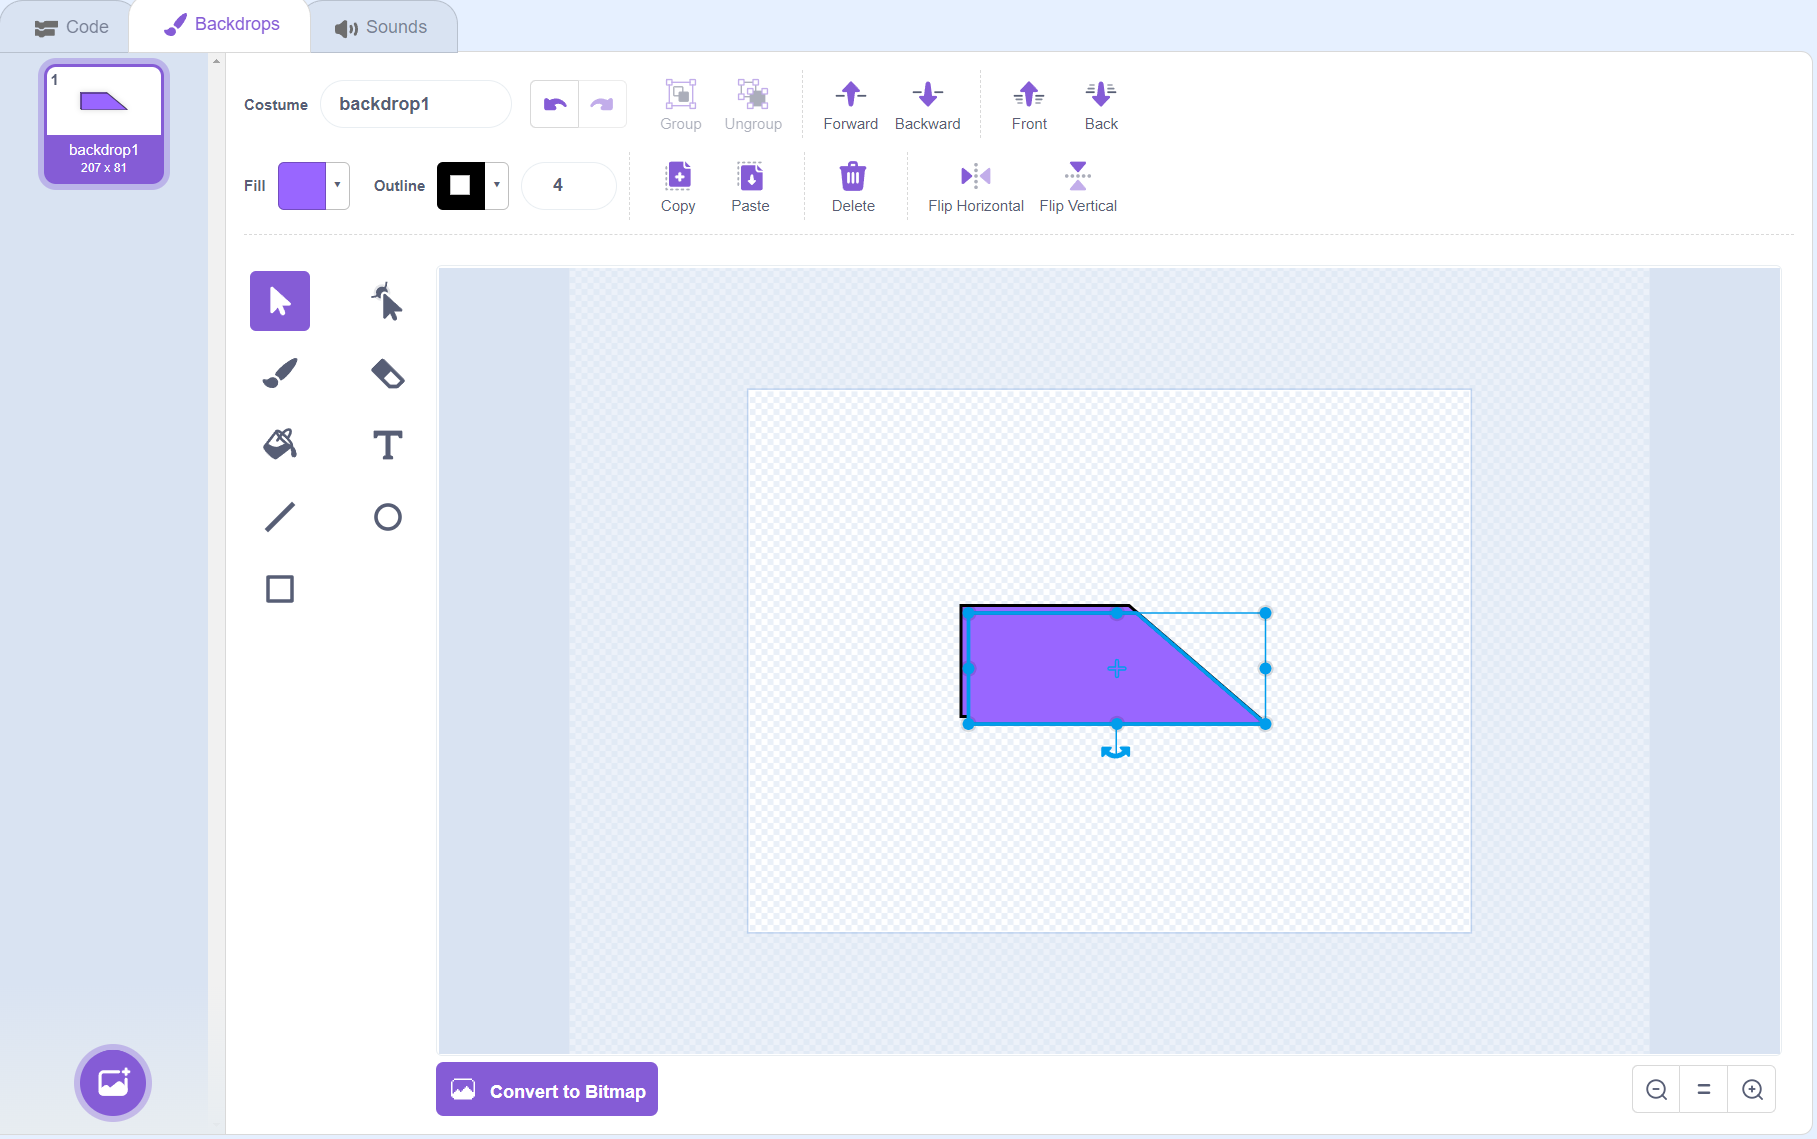 Code
Backdrops
Sounds
1
backdrop1
207 x 81
Costume
backdrop1
Group
Ungroup
Forward
Backward
Front
Back
Fill
Outline
4
Copy
Paste
Delete
Flip Horizontal
Flip Vertical
T
Convert to Bitmap
=